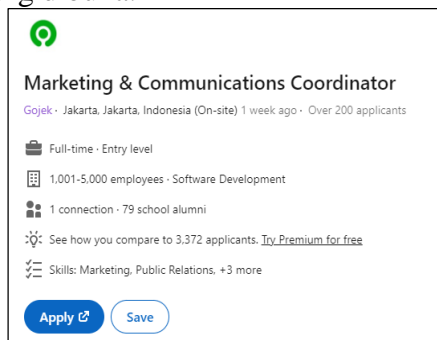 Marketing & Communications Coordinator
Gojek · Jakarta, Jakarta, Indonesia (On-site) 1 week ago · Over 200 applicants
Full-time · Entry level
1,001-5,000 employees · Software Development
1 connection · 79 school alumni
See how you compare to 3,372 applicants. Try Premium for free
Skills: Marketing, Public Relations, +3 more
Apply
Save